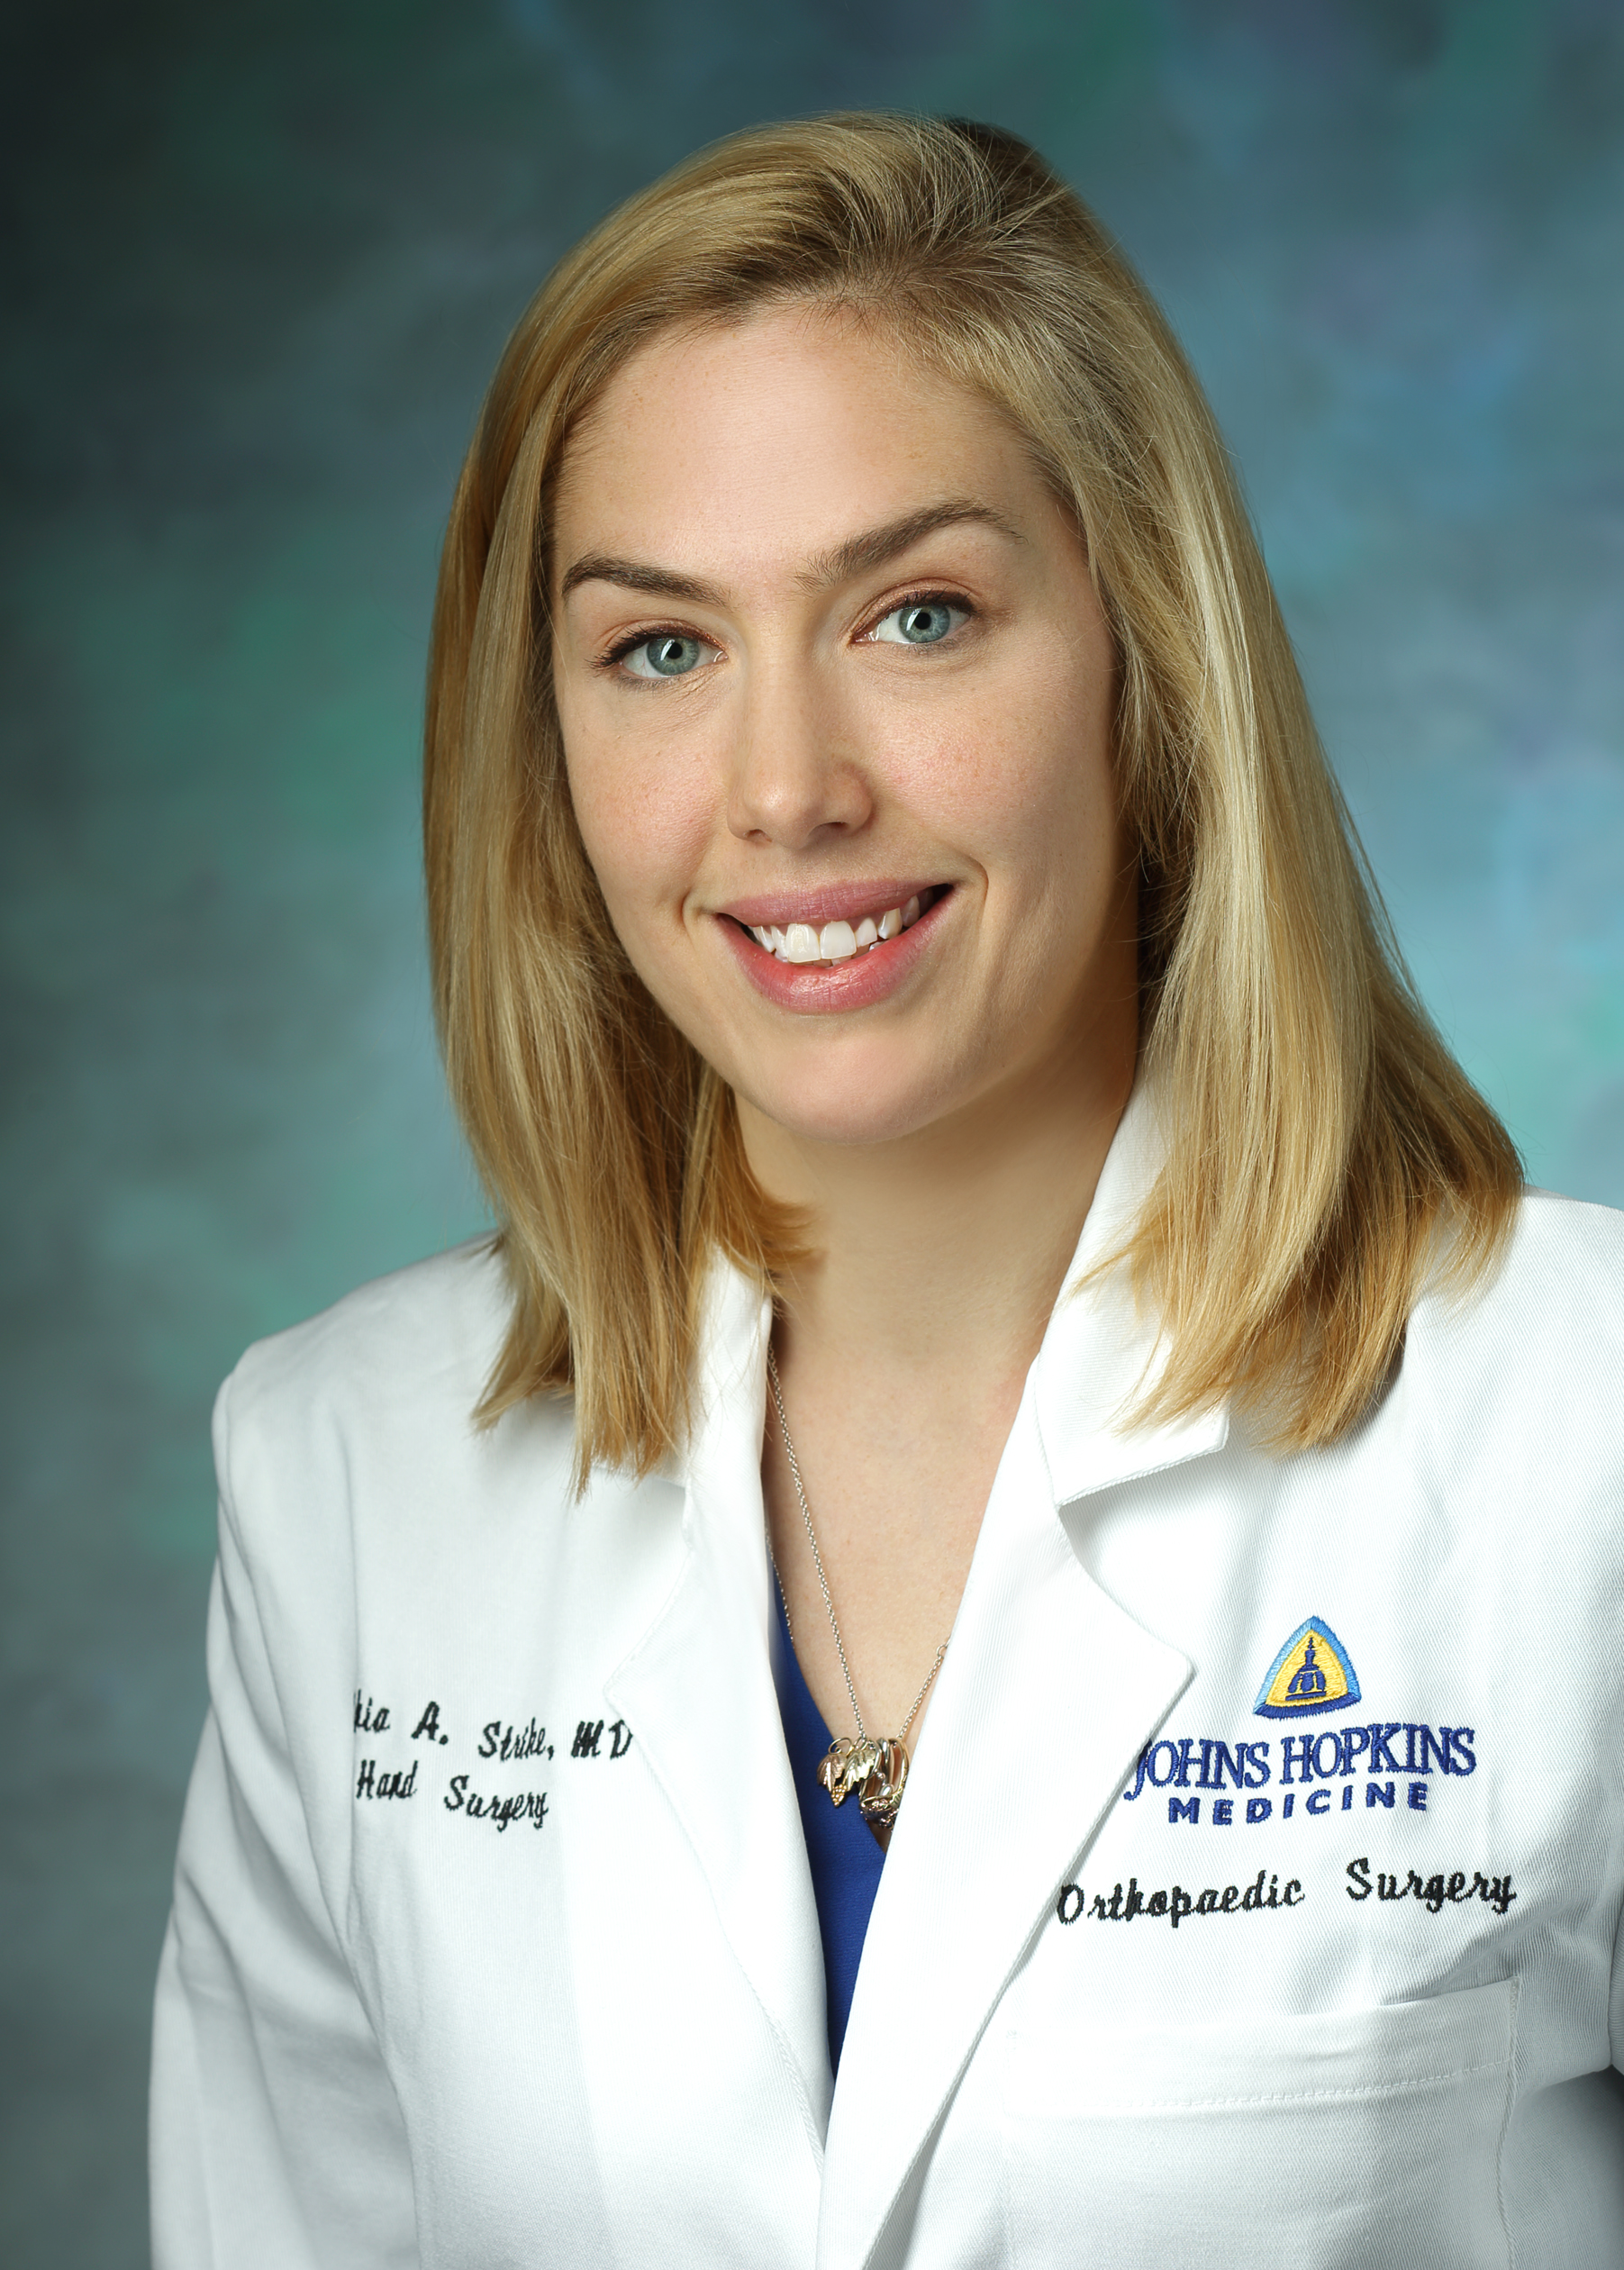 A. Strike, MD
Hand Surgery
JOHNS HOPKINS
MEDICINE
Orthopaedic Surgery